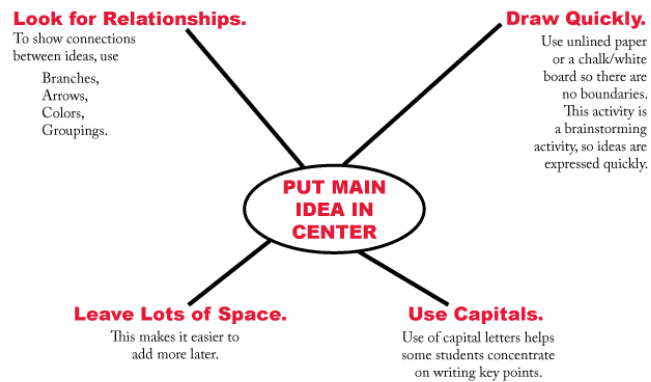 Look for Relationships.
To show connections
between ideas, use
Branches,
Arrows,
Colors,
Groupings.
Draw Quickly.
Use unlined paper
or a chalk/white
board so there are
no boundaries.
This activity is
a brainstorming
activity, so ideas are
expressed quickly.
PUT MAIN
IDEA IN
CENTER
Leave Lots of Space.
This makes it easier to
add more later.
Use Capitals.
Use of capital letters helps
some students concentrate
on writing key points.